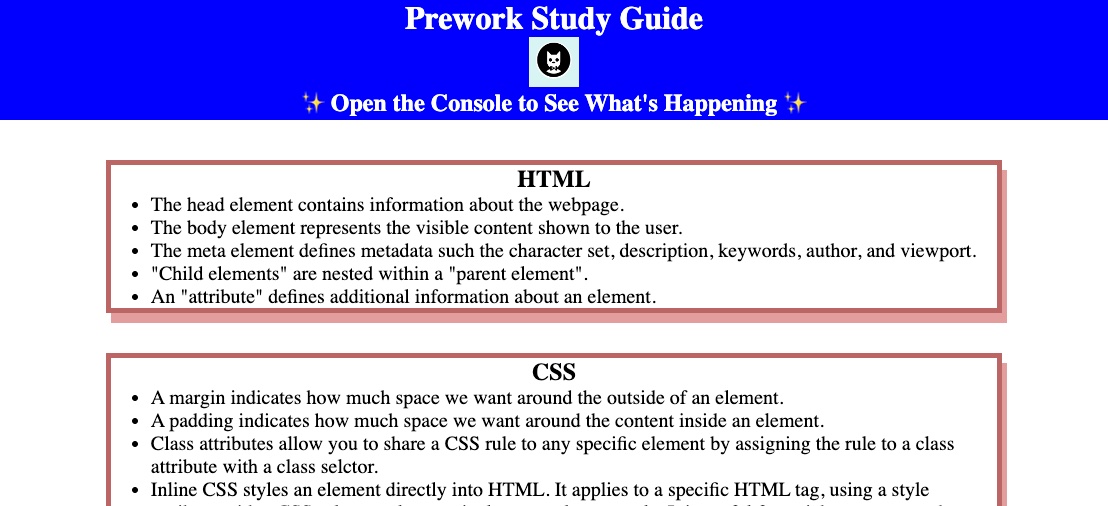 Prework Study Guide
✨ Open the Console to See What's Happening ✨
HTML
• The head element contains information about the webpage.
• The body element represents the visible content shown to the user.
• The meta element defines metadata such the character set, description, keywords, author, and viewport.
• "Child elements" are nested within a "parent element".
• An "attribute" defines additional information about an element.
CSS
• A margin indicates how much space we want around the outside of an element.
• A padding indicates how much space we want around the content inside an element.
• Class attributes allow you to share a CSS rule to any specific element by assigning the rule to a class
attribute with a class selctor.
• Inline CSS styles an element directly into HTML. It applies to a specific HTML tag, using a style